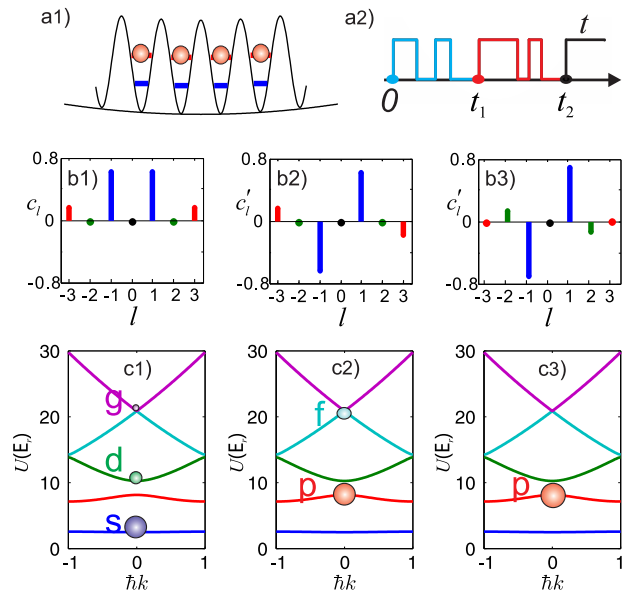 a1)
a2)
t
0
t₁
t₂
b1)
b2)
b3)
0.8
0
-0.8
cₗ
-3 -2 -1 0 1 2 3
l
0.8
0
-0.8
c′ₗ
-3 -2 -1 0 1 2 3
l
0.8
0
-0.8
c′ₗ
-3 -2 -1 0 1 2 3
l
c1)
30
20
10
0
U(Eᵣ)
g
d
s
-1 0 1
ℏk
c2)
30
20
10
0
U(Eᵣ)
f
p
-1 0 1
ℏk
c3)
30
20
10
0
U(Eᵣ)
p
-1 0 1
ℏk